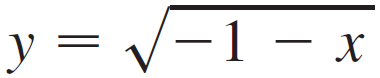 y = √(−1 − x)